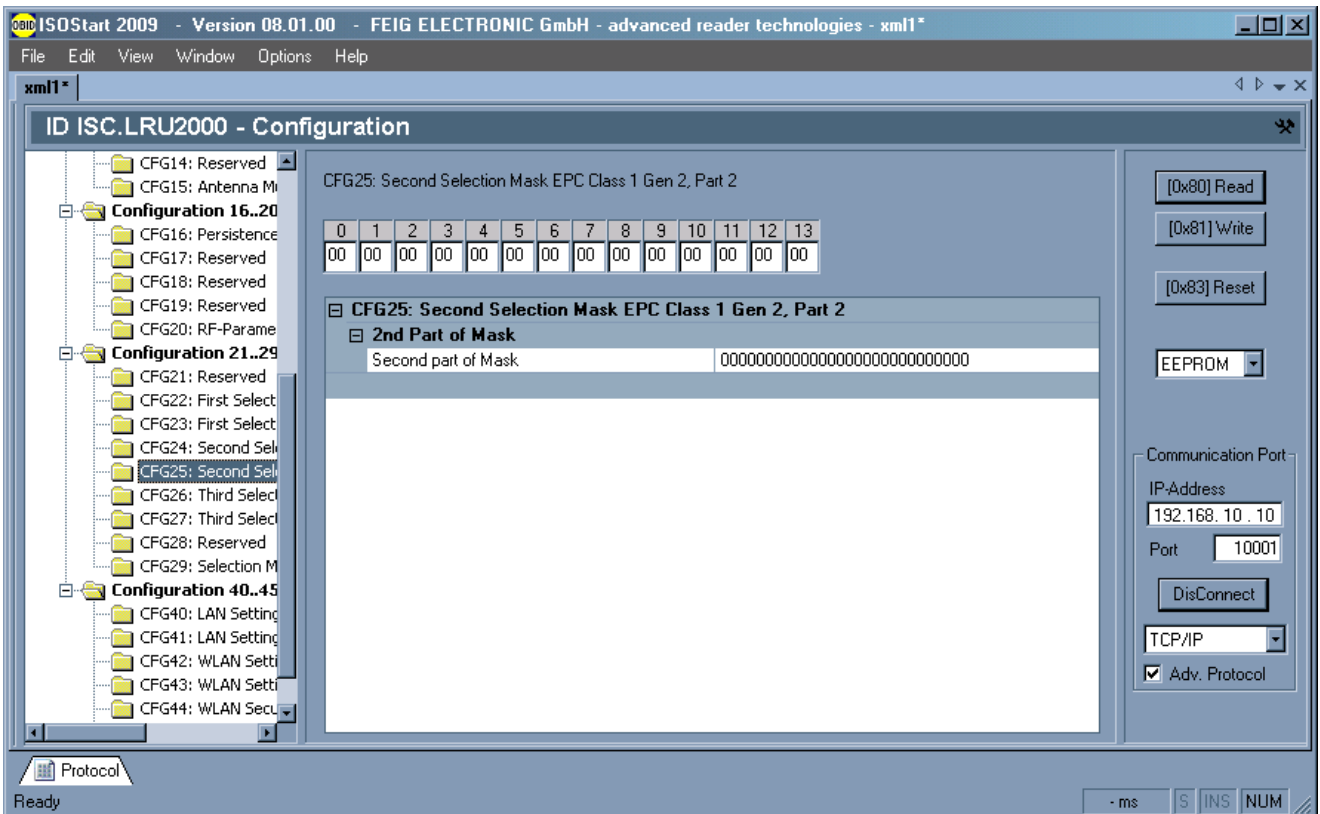 OBID ISOStart 2009 - Version 08.01.00 - FEIG ELECTRONIC GmbH - advanced reader technologies - xml1*
File Edit View Window Options Help
xml1*
ID ISC.LRU2000 - Configuration
CFG14: Reserved
CFG15: Antenna Mu
Configuration 16..20
CFG16: Persistence
CFG17: Reserved
CFG18: Reserved
CFG19: Reserved
CFG20: RF-Parame
Configuration 21..29
CFG21: Reserved
CFG22: First Select
CFG23: First Select
CFG24: Second Sele
CFG25: Second Sele
CFG26: Third Select
CFG27: Third Select
CFG28: Reserved
CFG29: Selection M
Configuration 40..45
CFG40: LAN Setting
CFG41: LAN Setting
CFG42: WLAN Setti
CFG43: WLAN Setti
CFG44: WLAN Secu
CFG25: Second Selection Mask EPC Class 1 Gen 2, Part 2
0 1 2 3 4 5 6 7 8 9 10 11 12 13
00 00 00 00 00 00 00 00 00 00 00 00 00 00
CFG25: Second Selection Mask EPC Class 1 Gen 2, Part 2
2nd Part of Mask
Second part of Mask 0000000000000000000000000000
[0x80] Read
[0x81] Write
[0x83] Reset
EEPROM
Communication Port
IP-Address
192.168. 10 . 10
Port 10001
DisConnect
TCP/IP
Adv. Protocol
Protocol
Ready - ms S INS NUM